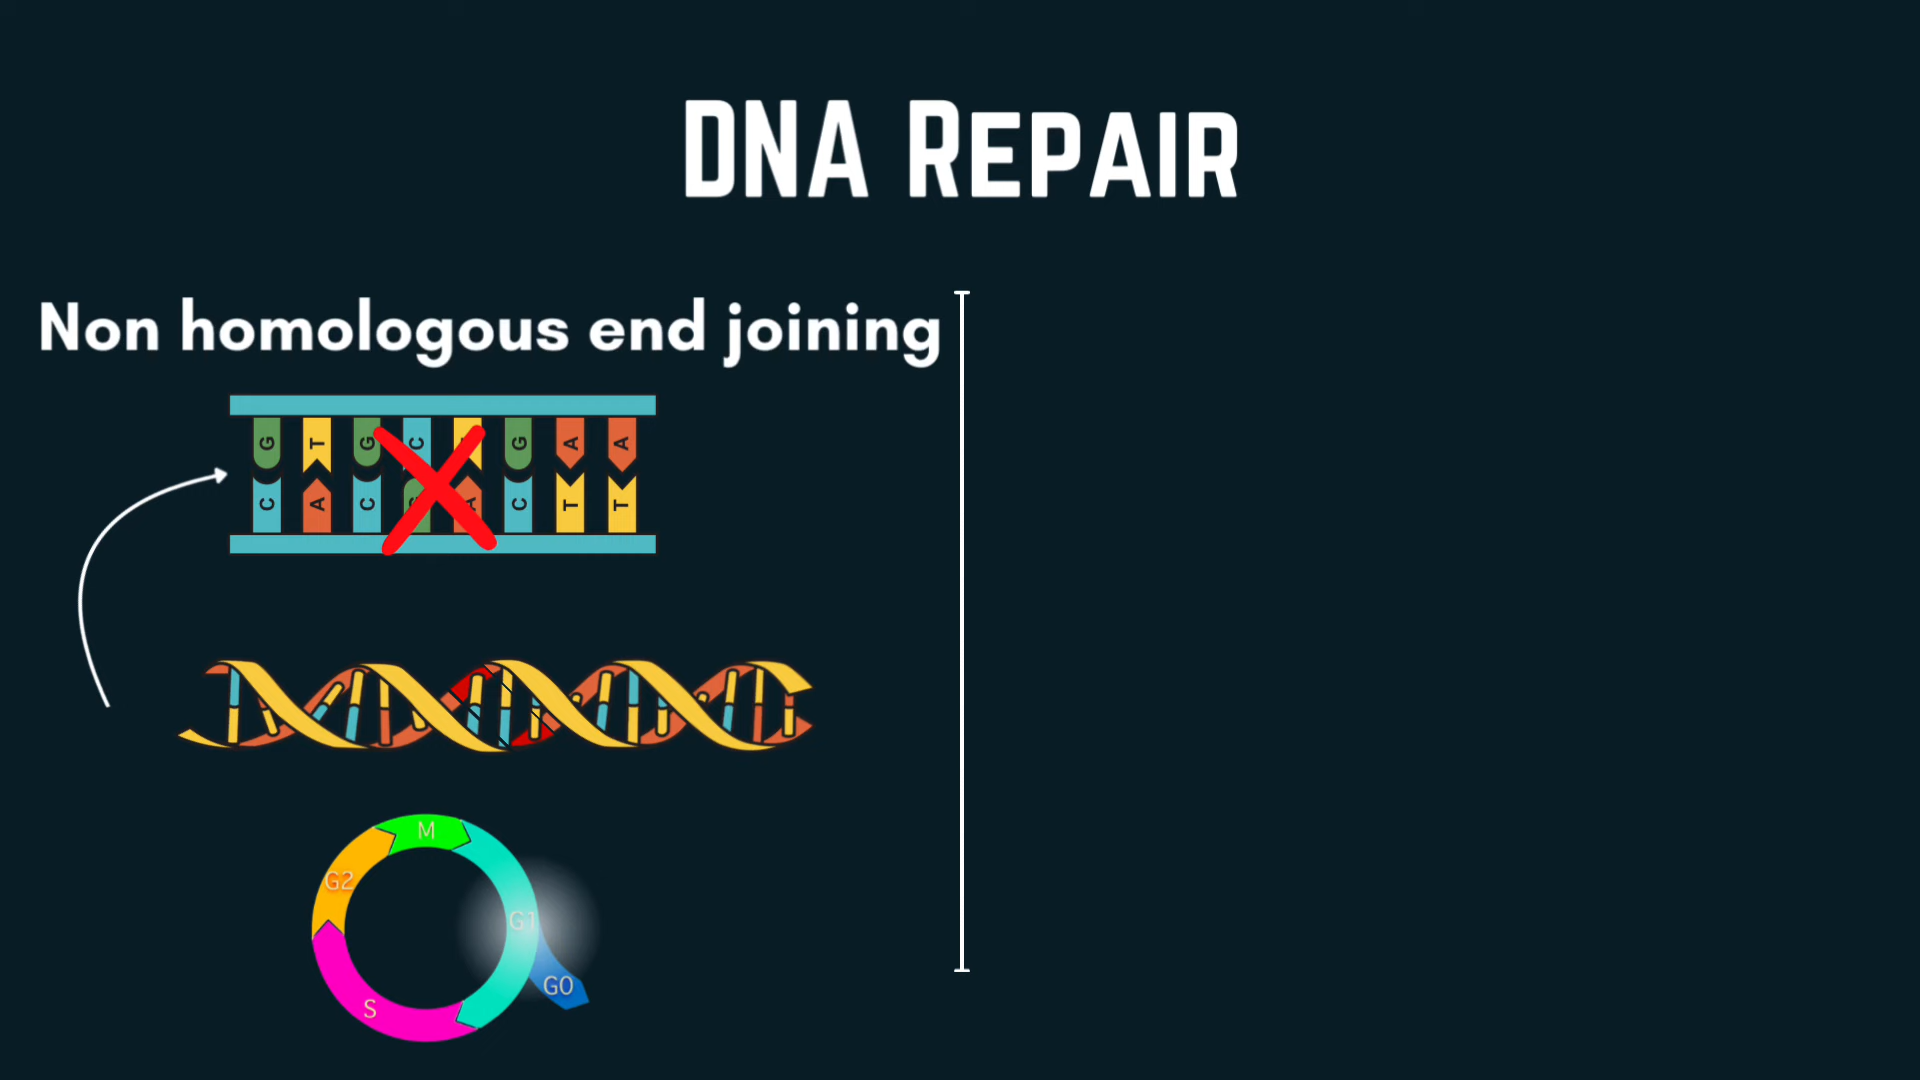 DNA REPAIR
Non homologous end joining
G T G C G A A
C A C A C T T
M
G2
G1
G0
S